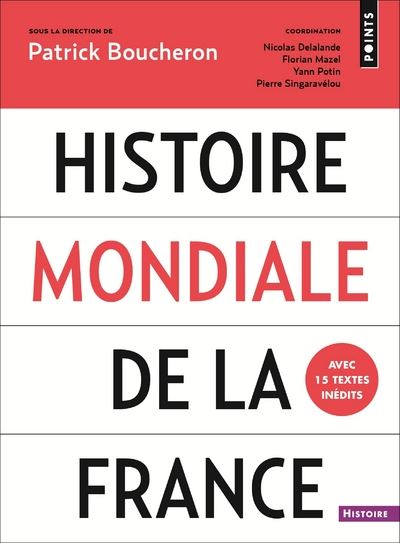 SOUS LA DIRECTION DE
Patrick Boucheron
COORDINATION
Nicolas Delalande
Florian Mazel
Yann Potin
Pierre Singaravélou
POINTS
HISTOIRE
MONDIALE
DE LA
FRANCE
AVEC
15 TEXTES
INÉDITS
HISTOIRE